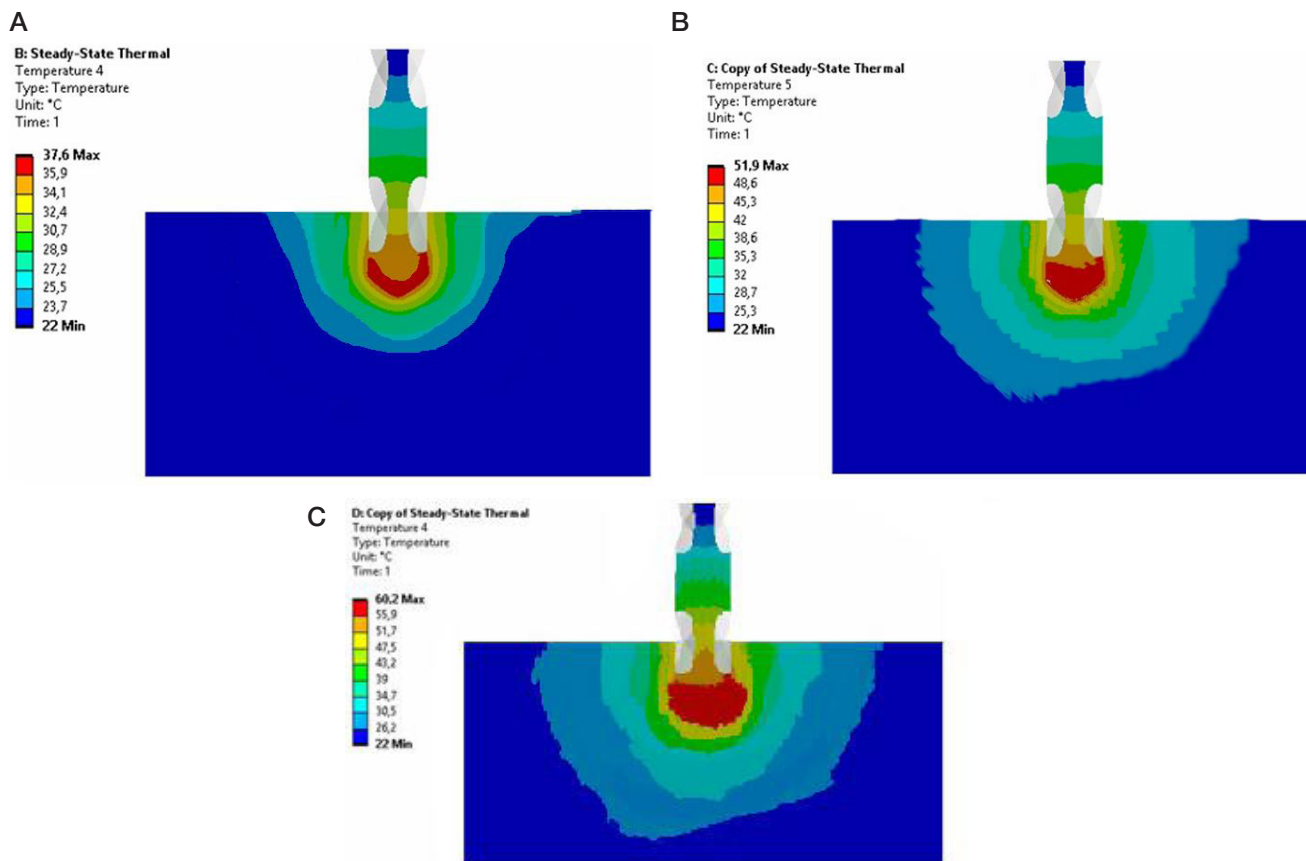 A
B: Steady-State Thermal
Temperature 4
Type: Temperature
Unit: °C
Time: 1
37,6 Max
35,9
34,1
32,4
30,7
28,9
27,2
25,5
23,7
22 Min
B
C: Copy of Steady-State Thermal
Temperature 5
Type: Temperature
Unit: °C
Time: 1
51,9 Max
48,6
45,3
42
38,6
35,3
32
28,7
25,3
22 Min
C
D: Copy of Steady-State Thermal
Temperature 4
Type: Temperature
Unit: °C
Time: 1
60,2 Max
55,9
51,7
47,5
43,2
39
34,7
30,5
26,2
22 Min